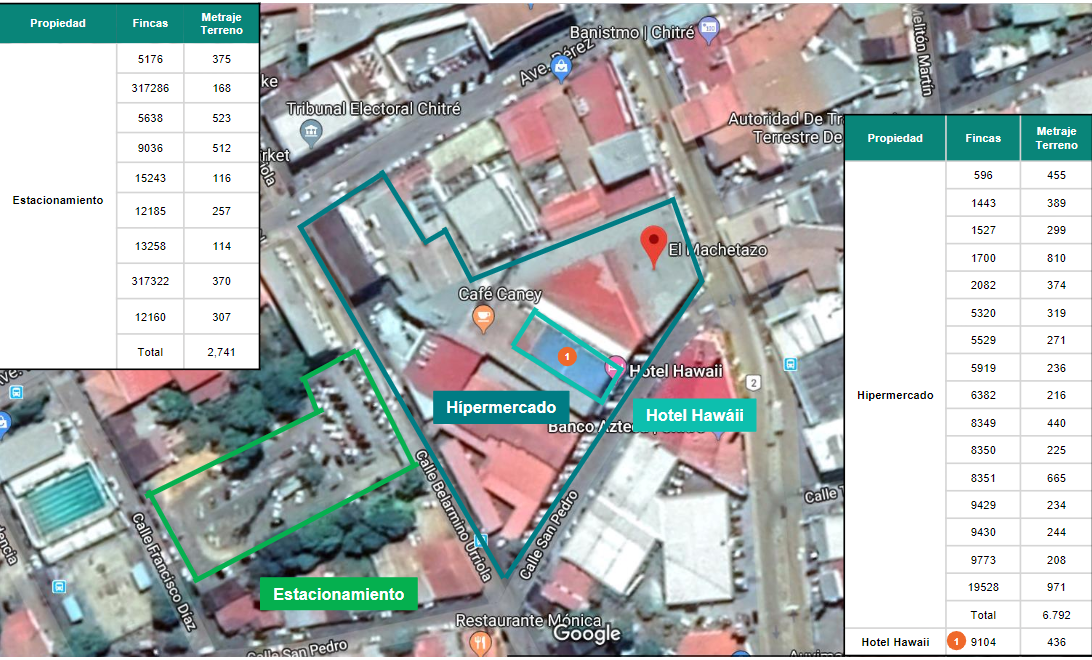 Propiedad Fincas Metraje Terreno
Estacionamiento
5176 375
317286 168
5638 523
9036 512
15243 116
12185 257
13258 114
317322 370
12160 307
Total 2,741
Banistmo | Chitré
Ave. Pérez
Melitón Martín
Tribunal Electoral Chitré
Autoridad De
Terrestre De
El Machetazo
Café Caney
1
Hotel Hawaii
2
Hipermercado
Hotel Hawáii
Banco
Calle Belarmino Urriola
Calle San Pedro
Calle
Calle Francisco Díaz
Estacionamiento
Restaurante Mónica
Google
Calle San Pedro
Propiedad Fincas Metraje Terreno
Hipermercado
596 455
1443 389
1527 299
1700 810
2082 374
5320 319
5529 271
5919 236
6382 216
8349 440
8350 225
8351 665
9429 234
9430 244
9773 208
19528 971
Total 6.792
Hotel Hawaii 1 9104 436